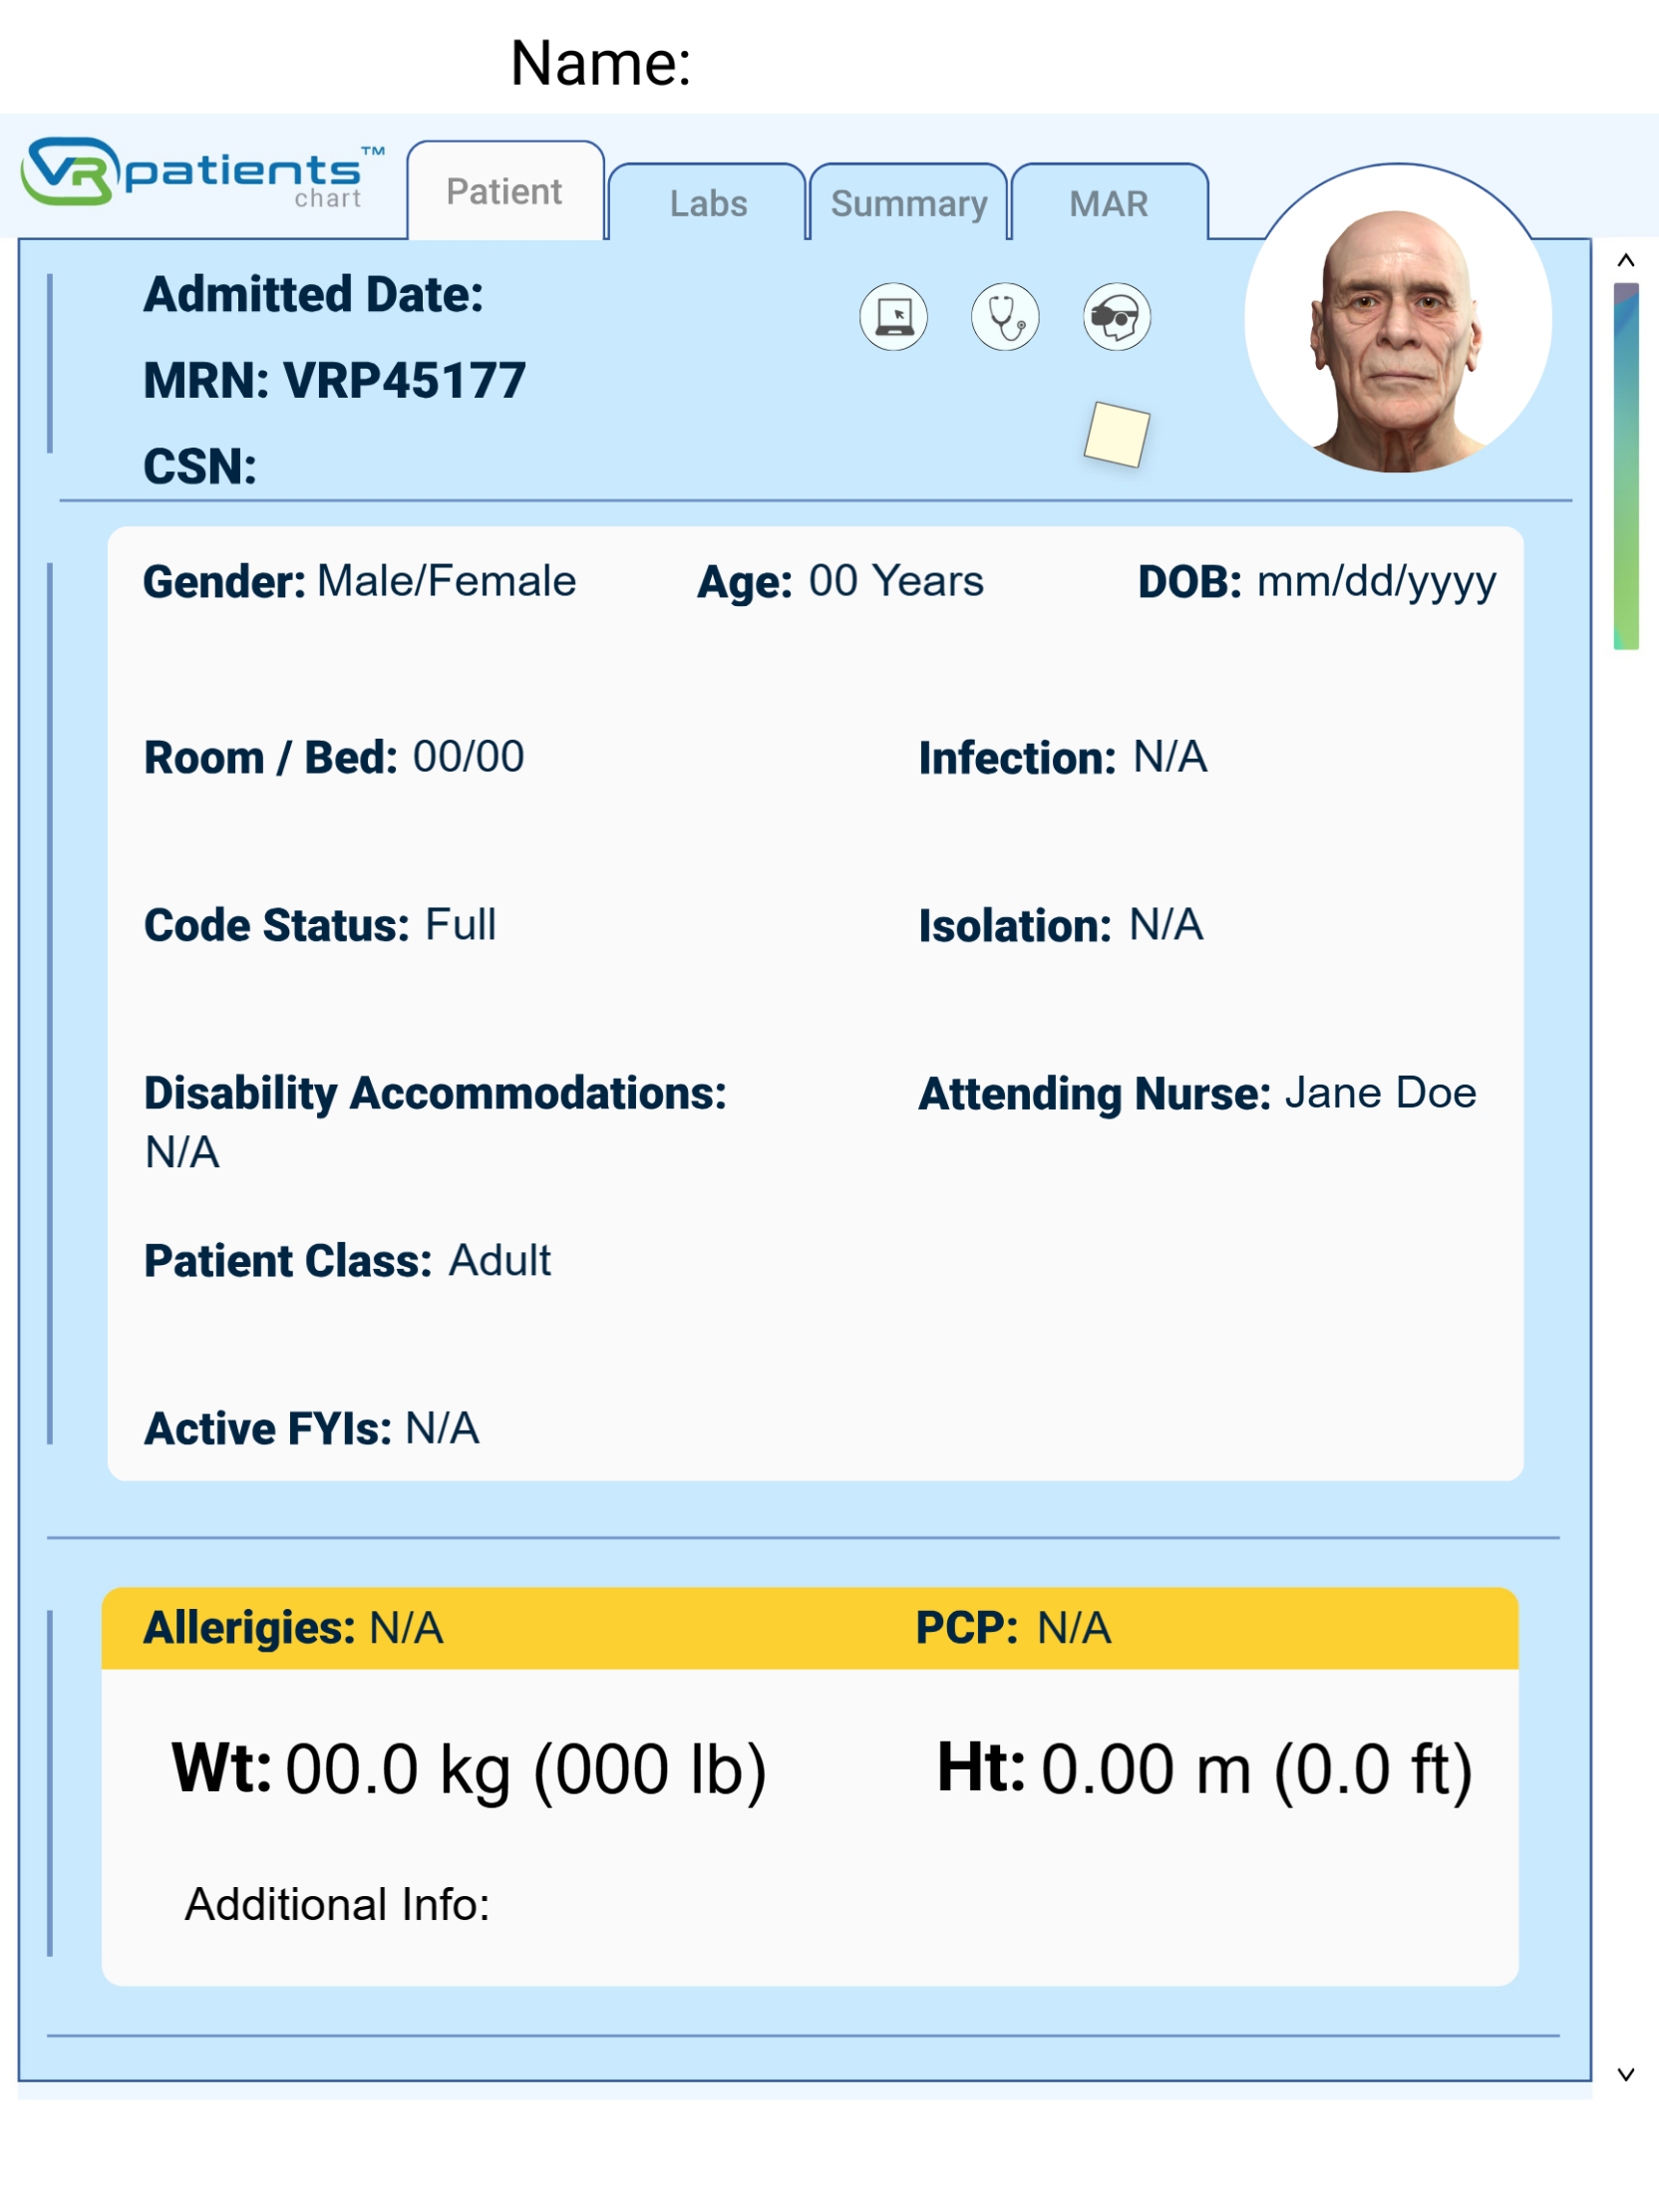 Name:
VRpatients™
chart
Patient
Labs
Summary
MAR
Admitted Date:
MRN: VRP45177
CSN:
Gender: Male/Female Age: 00 Years DOB: mm/dd/yyyy
Room / Bed: 00/00 Infection: N/A
Code Status: Full Isolation: N/A
Disability Accommodations: Attending Nurse: Jane Doe
N/A
Patient Class: Adult
Active FYIs: N/A
Allerigies: N/A PCP: N/A
Wt: 00.0 kg (000 lb) Ht: 0.00 m (0.0 ft)
Additional Info: